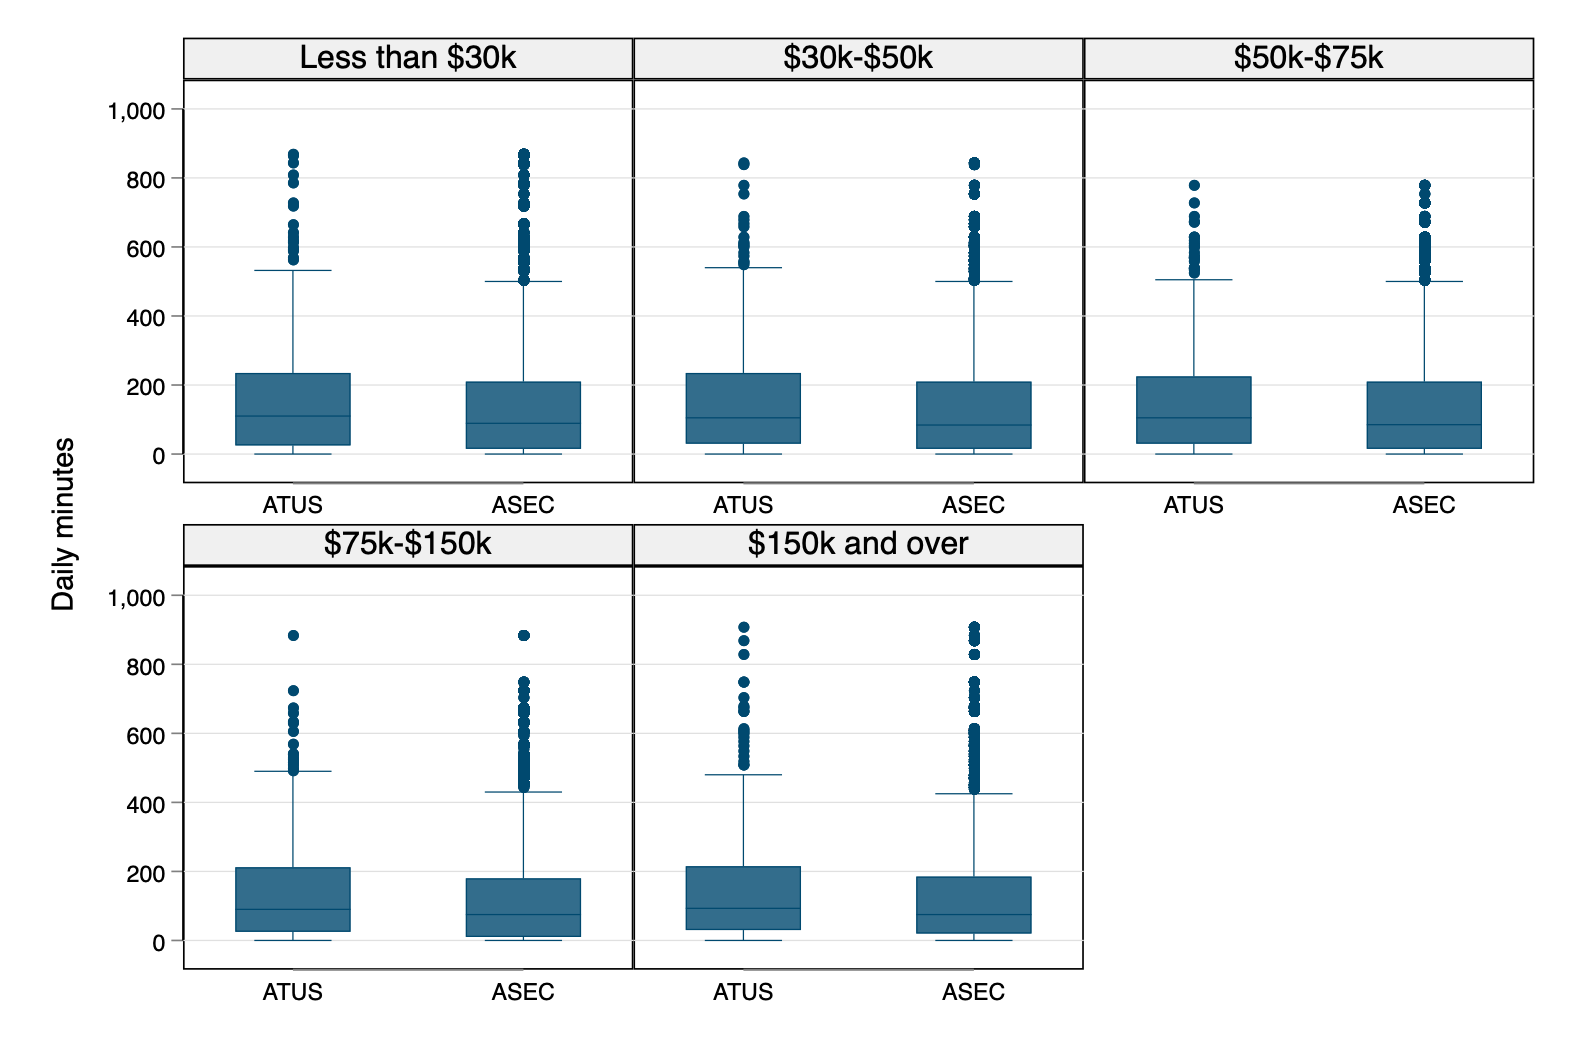 Less than $30k
$30k-$50k
$50k-$75k
1,000
800
600
400
200
0
ATUS
ASEC
ATUS
ASEC
ATUS
ASEC
Daily minutes
$75k-$150k
$150k and over
1,000
800
600
400
200
0
ATUS
ASEC
ATUS
ASEC